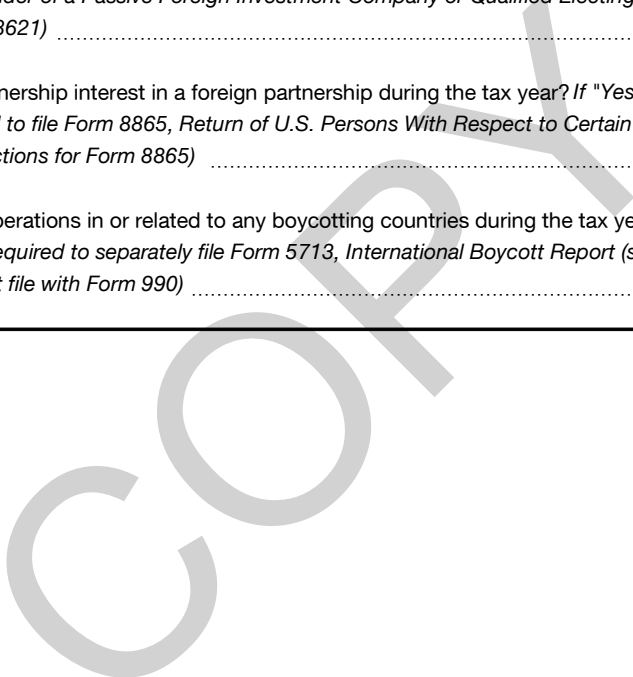 der of a Passive Foreign Investment Company or Qualified Electing
8621)
nership interest in a foreign partnership during the tax year? If "Yes
to file Form 8865, Return of U.S. Persons With Respect to Certain
ctions for Form 8865)
perations in or related to any boycotting countries during the tax ye
equired to separately file Form 5713, International Boycott Report (s
t file with Form 990)
COPY